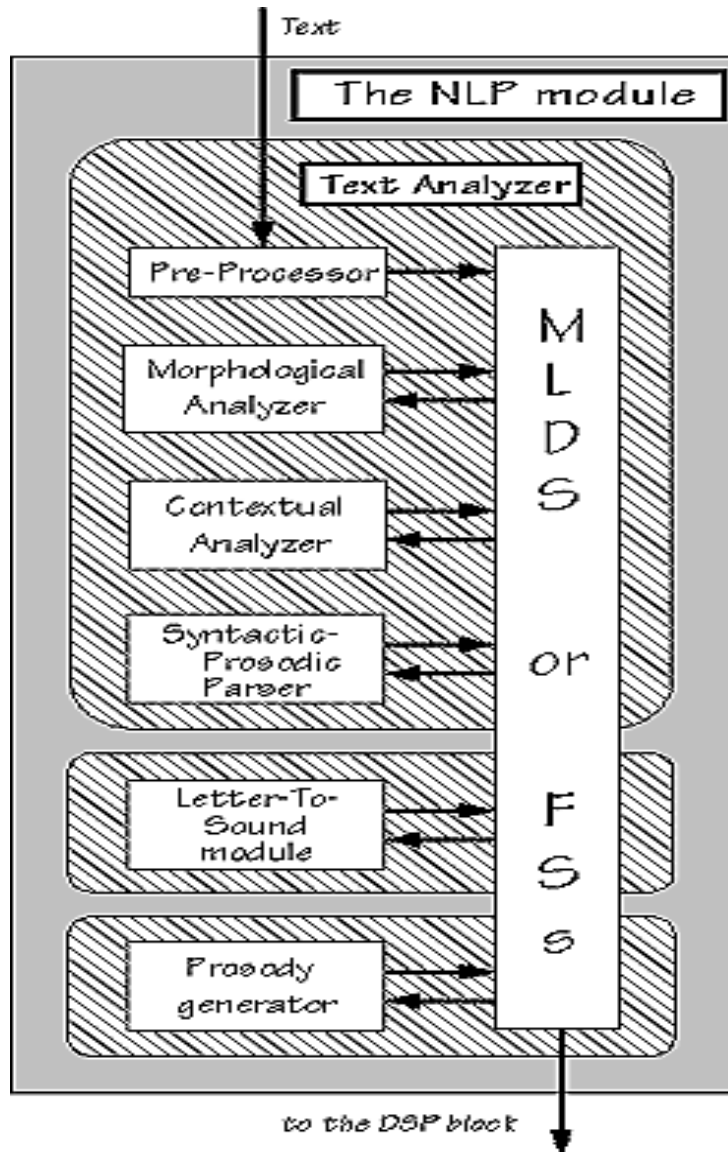 Text
The NLP module
Text Analyzer
Pre-Processor
Morphological
Analyzer
Contextual
Analyzer
Syntactic-
Prosodic
Parser
Letter-To-
Sound
module
Prosody
generator
M
L
D
S
or
F
S
s
to the DSP block